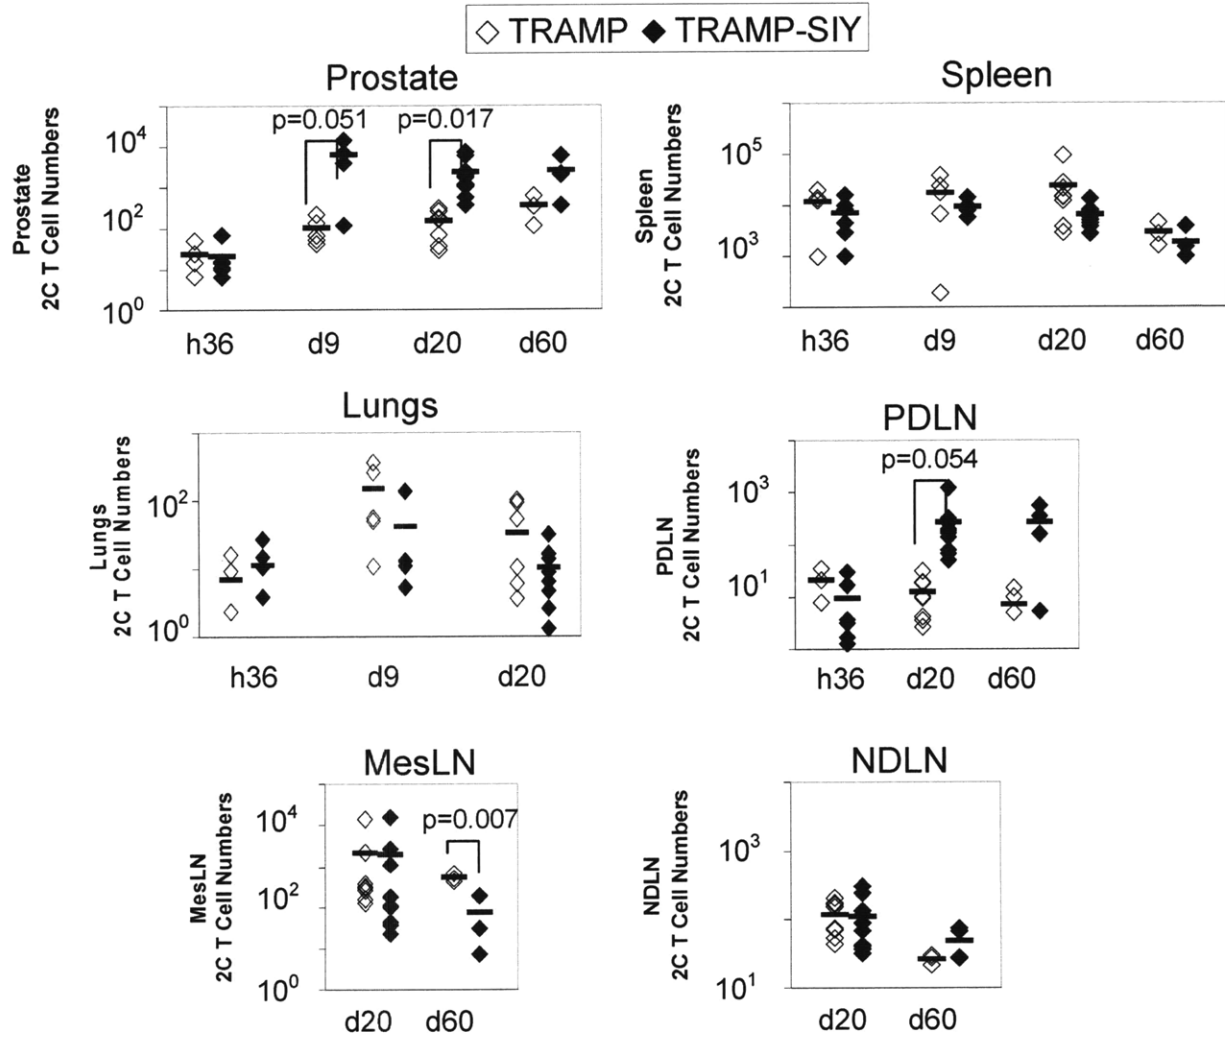 TRAMP TRAMP-SIY
Prostate
Prostate
2C T Cell Numbers
10^4
10^2
10^0
p=0.051
p=0.017
h36 d9 d20 d60
Spleen
Spleen
2C T Cell Numbers
10^5
10^3
h36 d9 d20 d60
Lungs
Lungs
2C T Cell Numbers
10^2
10^0
h36 d9 d20
PDLN
PDLN
2C T Cell Numbers
10^3
10^1
p=0.054
h36 d20 d60
MesLN
MesLN
2C T Cell Numbers
10^4
10^2
10^0
p=0.007
d20 d60
NDLN
NDLN
2C T Cell Numbers
10^3
10^1
d20 d60